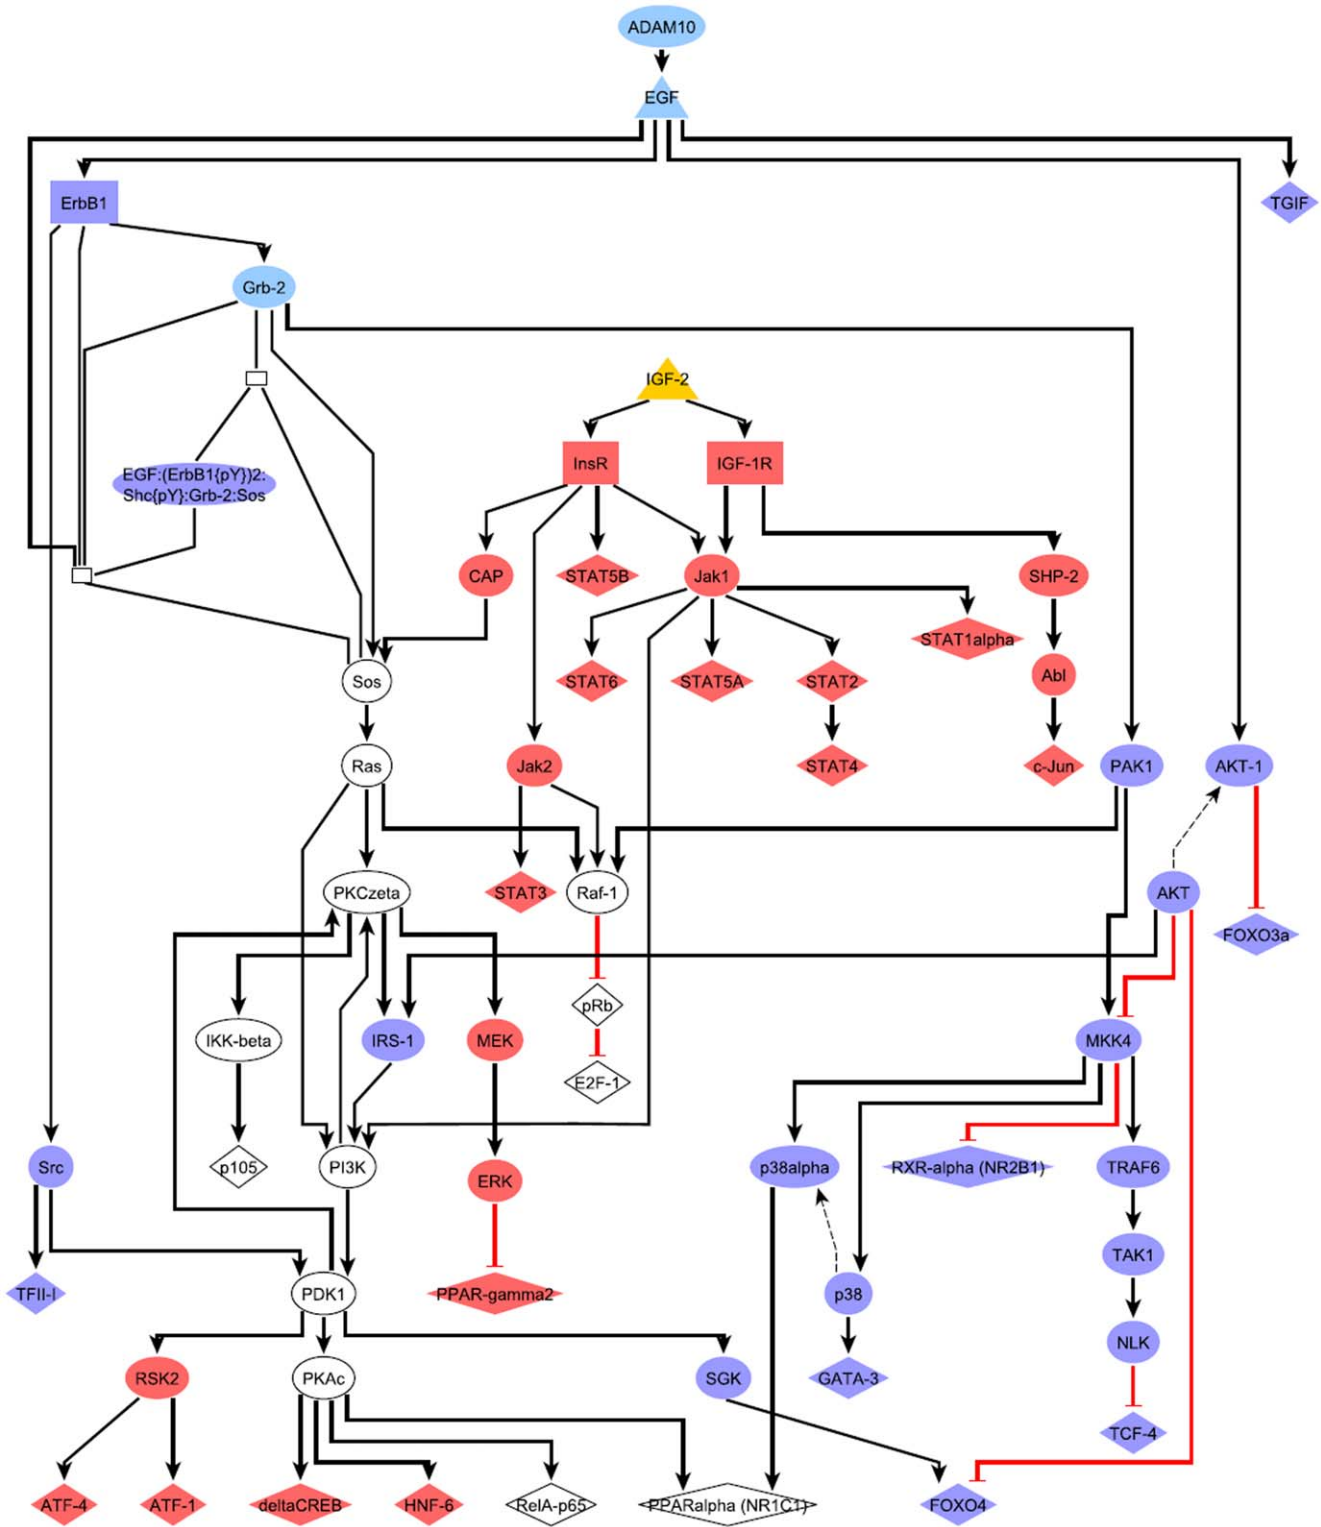 ADAM10
EGF
ErbB1
TGIF
Grb-2
IGF-2
InsR
IGF-1R
EGF:(ErbB1{pY})2:
Shc{pY}:Grb-2:Sos
CAP
STAT5B
Jak1
SHP-2
STAT1alpha
Sos
STAT6
STAT5A
STAT2
Abl
Ras
Jak2
STAT4
c-Jun
PAK1
AKT-1
PKCzeta
STAT3
Raf-1
AKT
FOXO3a
pRb
IKK-beta
IRS-1
MEK
MKK4
E2F-1
Src
p105
PI3K
ERK
p38alpha
RXR-alpha (NR2B1)
TRAF6
TAK1
TFII-I
PDK1
PPAR-gamma2
p38
NLK
RSK2
PKAc
SGK
GATA-3
TCF-4
ATF-4
ATF-1
deltaCREB
HNF-6
RelA-p65
PPARalpha (NR1C1)
FOXO4